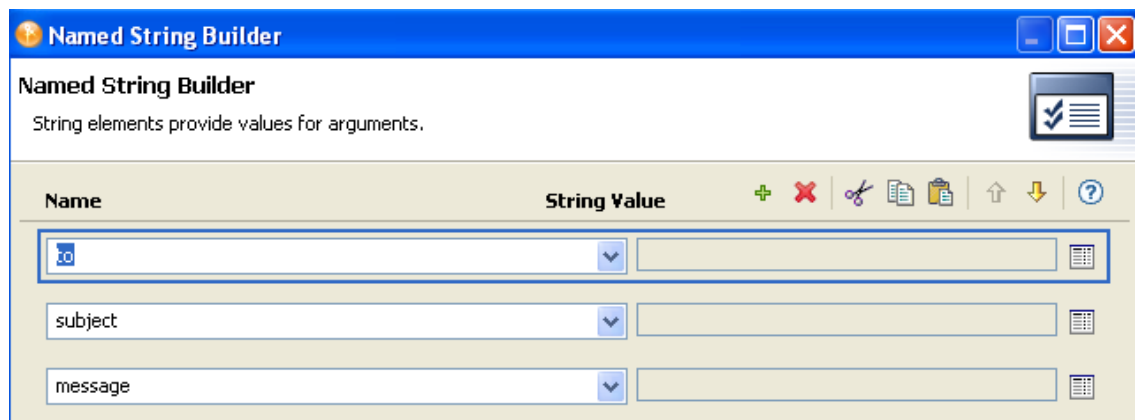 Named String Builder
Named String Builder
String elements provide values for arguments.
Name String Value
to
subject
message